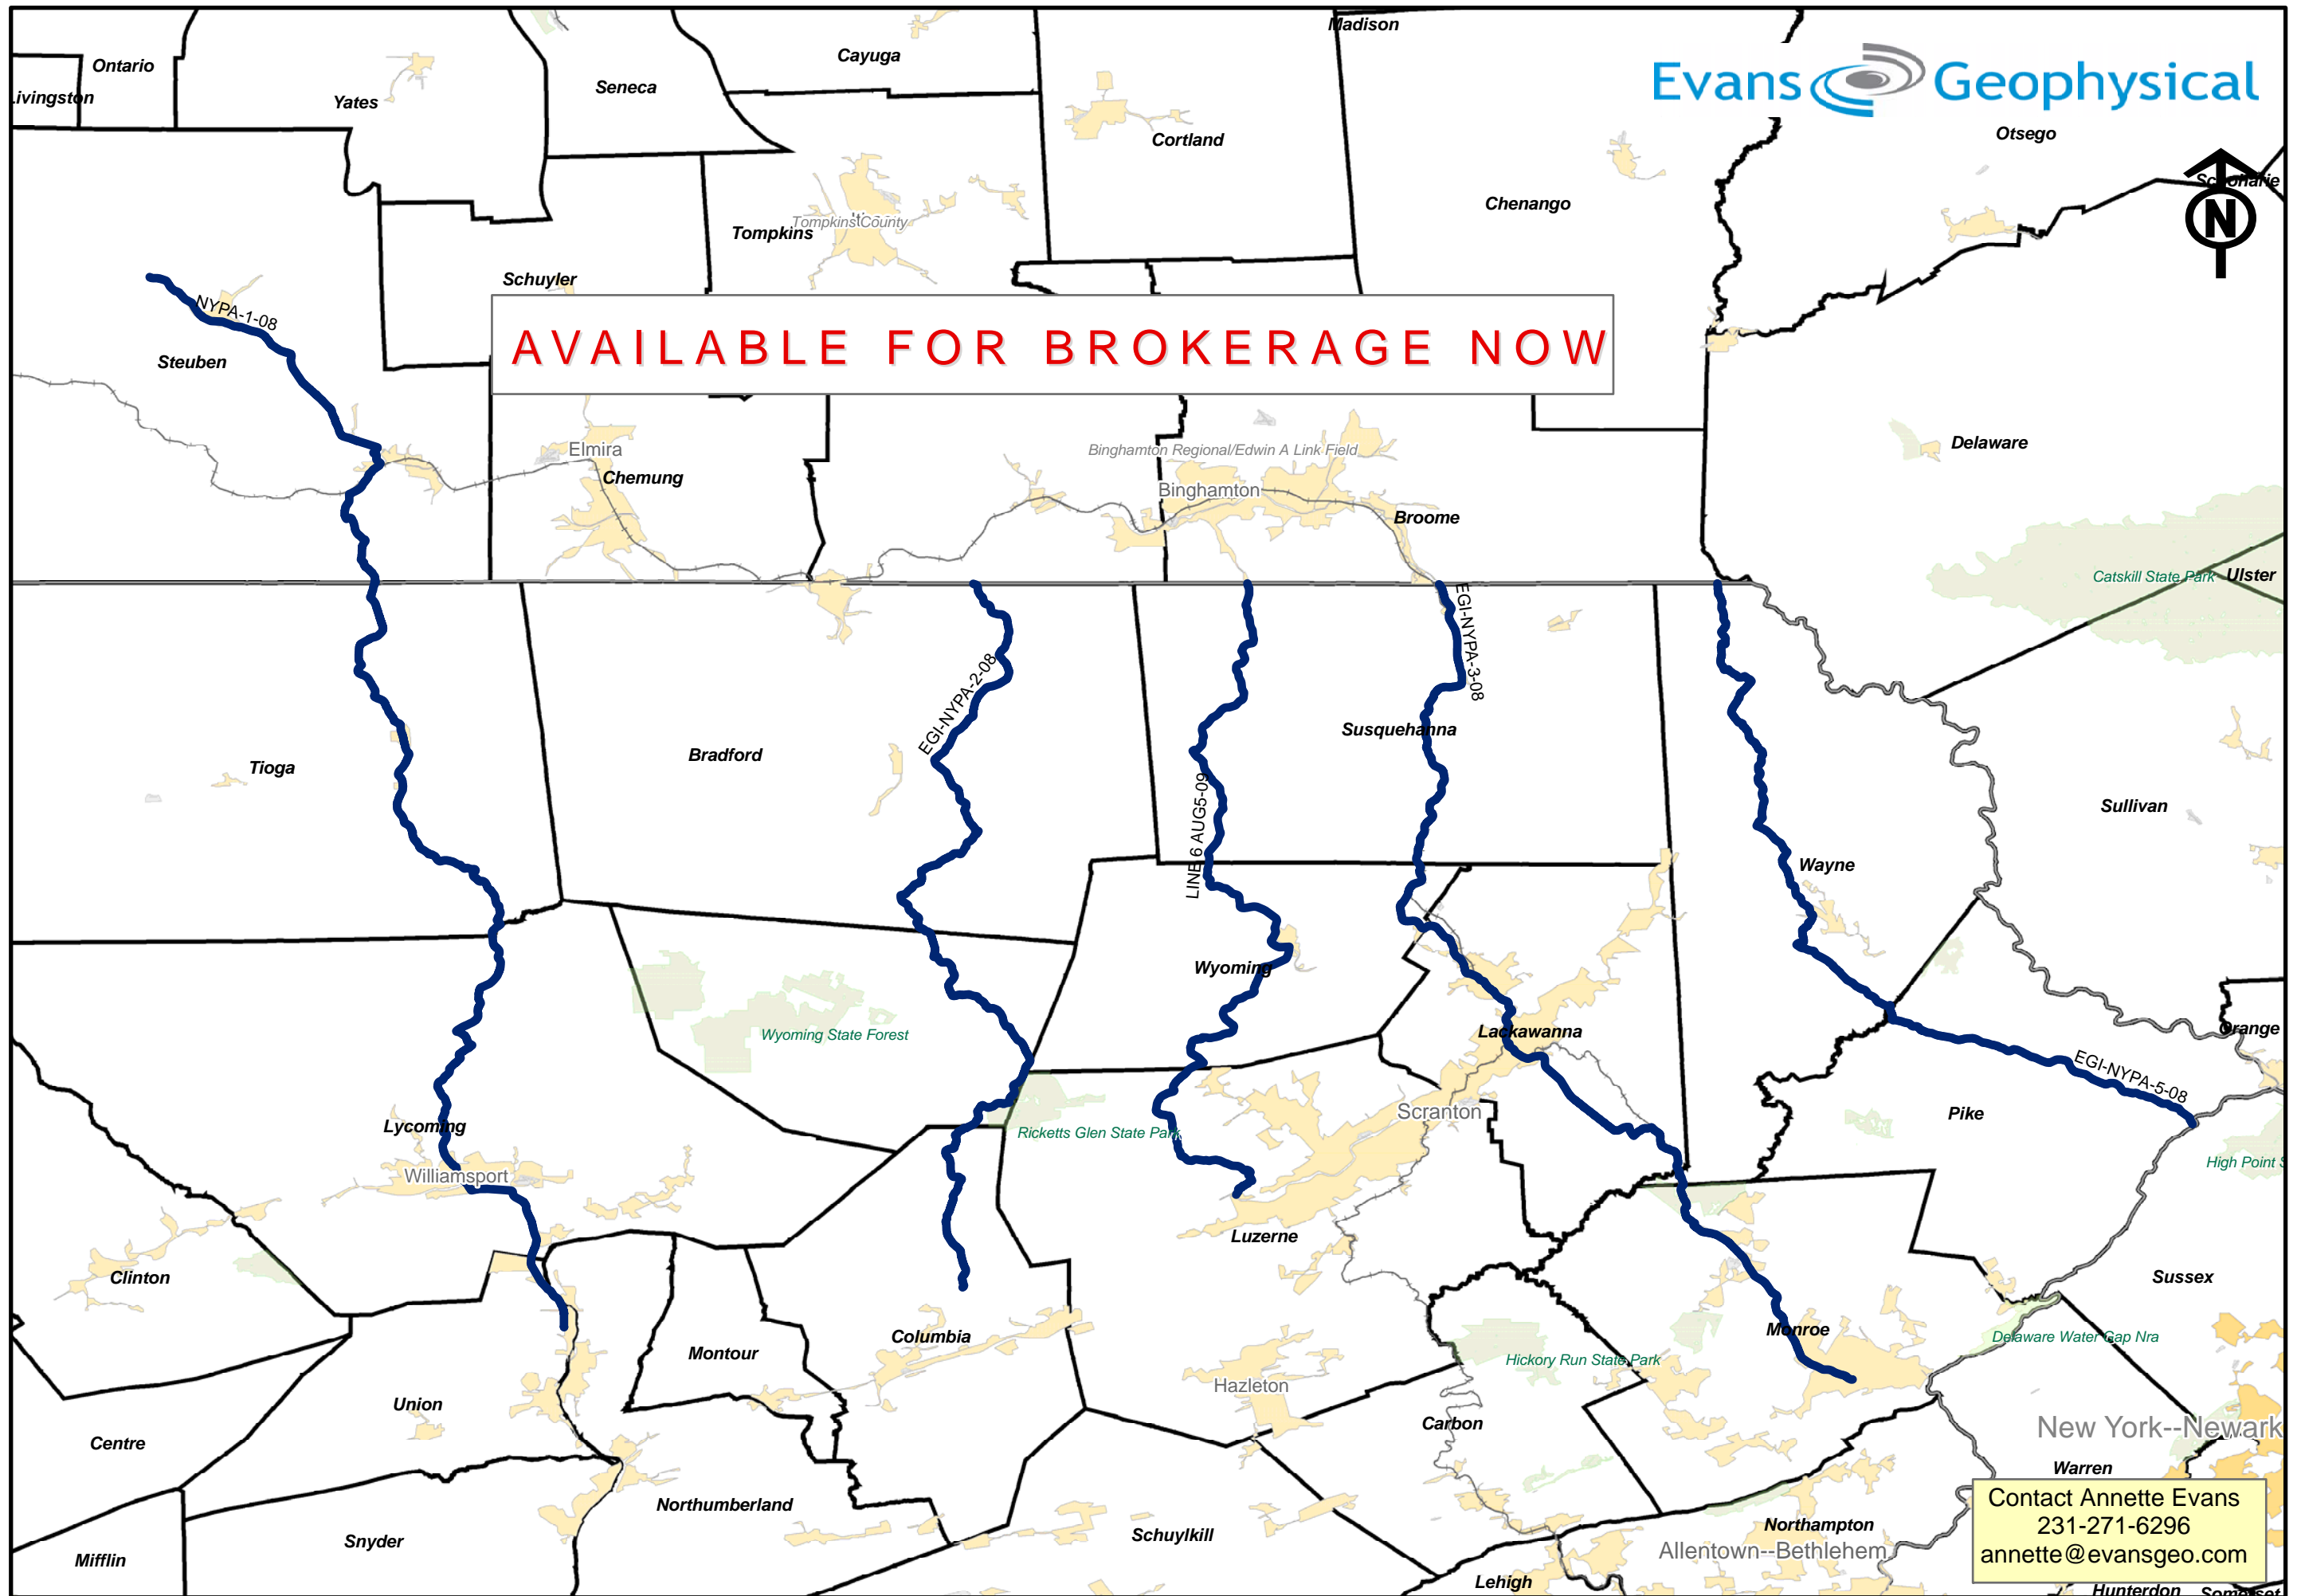 Madison
Ontario
Cayuga
Evans Geophysical
Seneca
Livingston
Yates
Otsego
Cortland
Schoharie
N
Chenango
Tompkins County
Tompkins
Schuyler
NYPA-1-08
AVAILABLE FOR BROKERAGE NOW
Steuben
Delaware
Elmira
Binghamton Regional/Edwin A Link Field
Chemung
Binghamton
Broome
Catskill State Park
Ulster
EGI-NYPA-3-08
EGI-NYPA-2-08
Susquehanna
Bradford
Tioga
LINE 6 AUG5-09
Sullivan
Wayne
Wyoming
Wyoming State Forest
Lackawanna
Orange
EGI-NYPA-5-08
Scranton
Pike
Lycoming
Ricketts Glen State Park
High Point S
Williamsport
Luzerne
Clinton
Sussex
Columbia
Monroe
Delaware Water Gap Nra
Montour
Hickory Run State Park
Hazleton
Union
Carbon
New York--Newark
Centre
Warren
Contact Annette Evans
231-271-6296
annette@evansgeo.com
Northumberland
Schuylkill
Northampton
Snyder
Allentown--Bethlehem
Mifflin
Lehigh
Hunterdon
Somerset